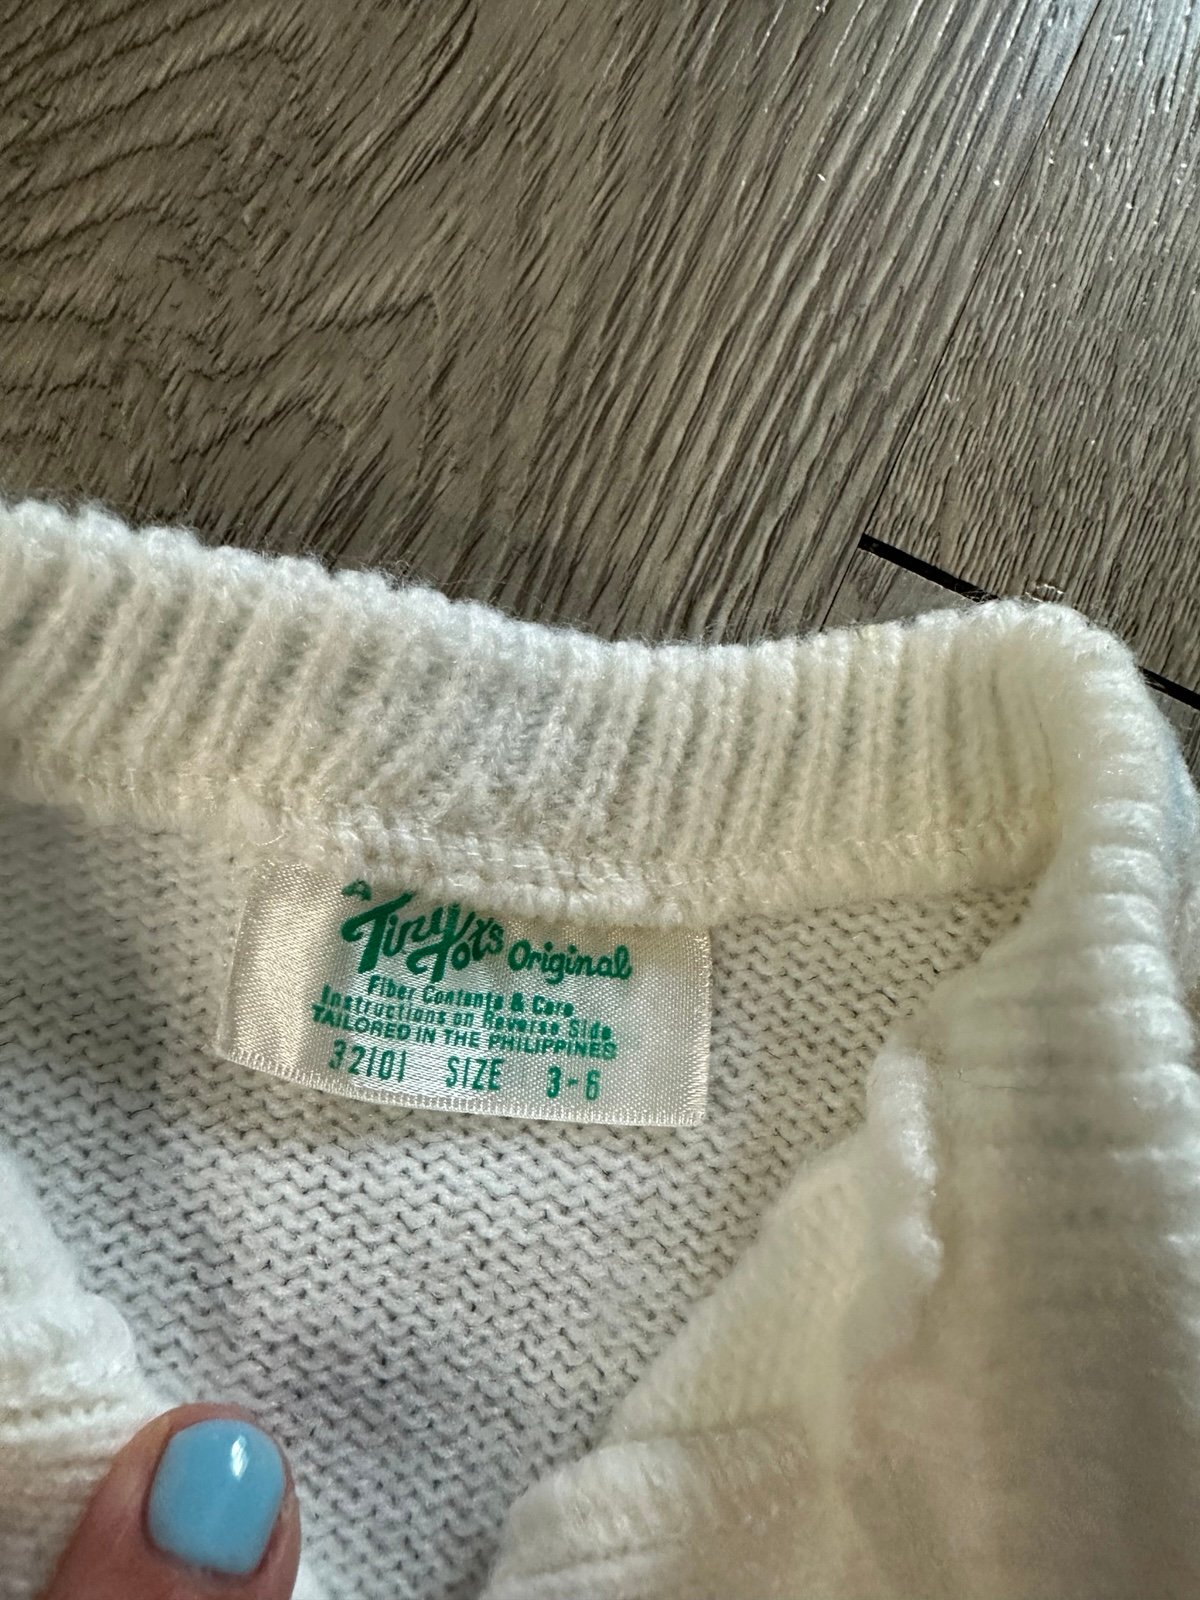 A
Tiny Tots Original
Fiber Contents & Care
Instructions on Reverse Side
TAILORED IN THE PHILIPPINES
32101 SIZE 3-6